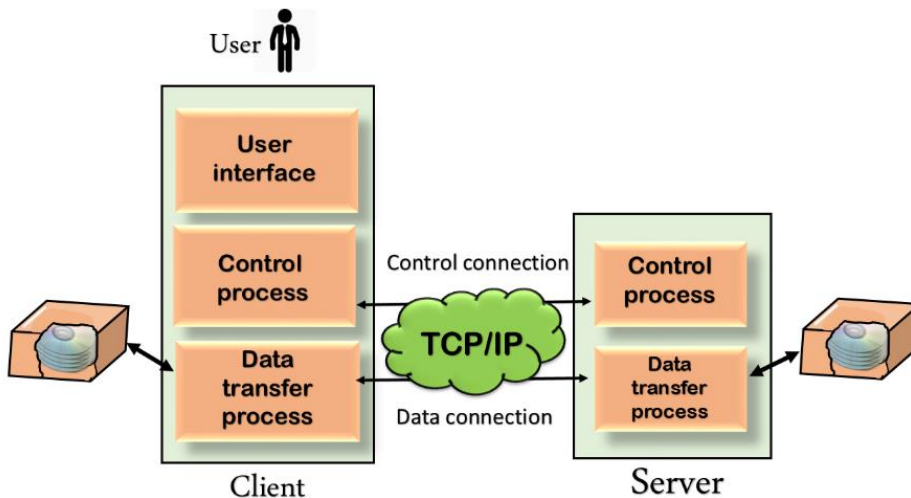 User
User
interface
Control
process
Data
transfer
process
Client
Control connection
TCP/IP
Data connection
Control
process
Data
transfer
process
Server